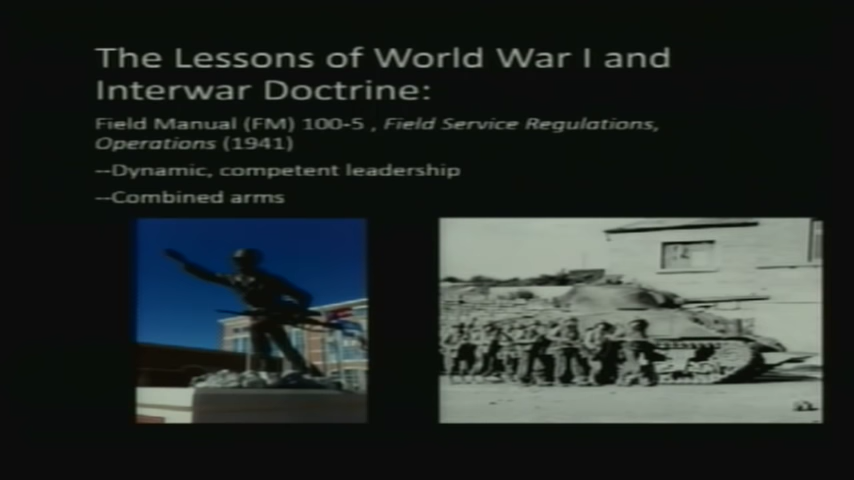 The Lessons of World War I and
Interwar Doctrine:
Field Manual (FM) 100-5 , Field Service Regulations,
Operations (1941)
--Dynamic, competent leadership
--Combined arms